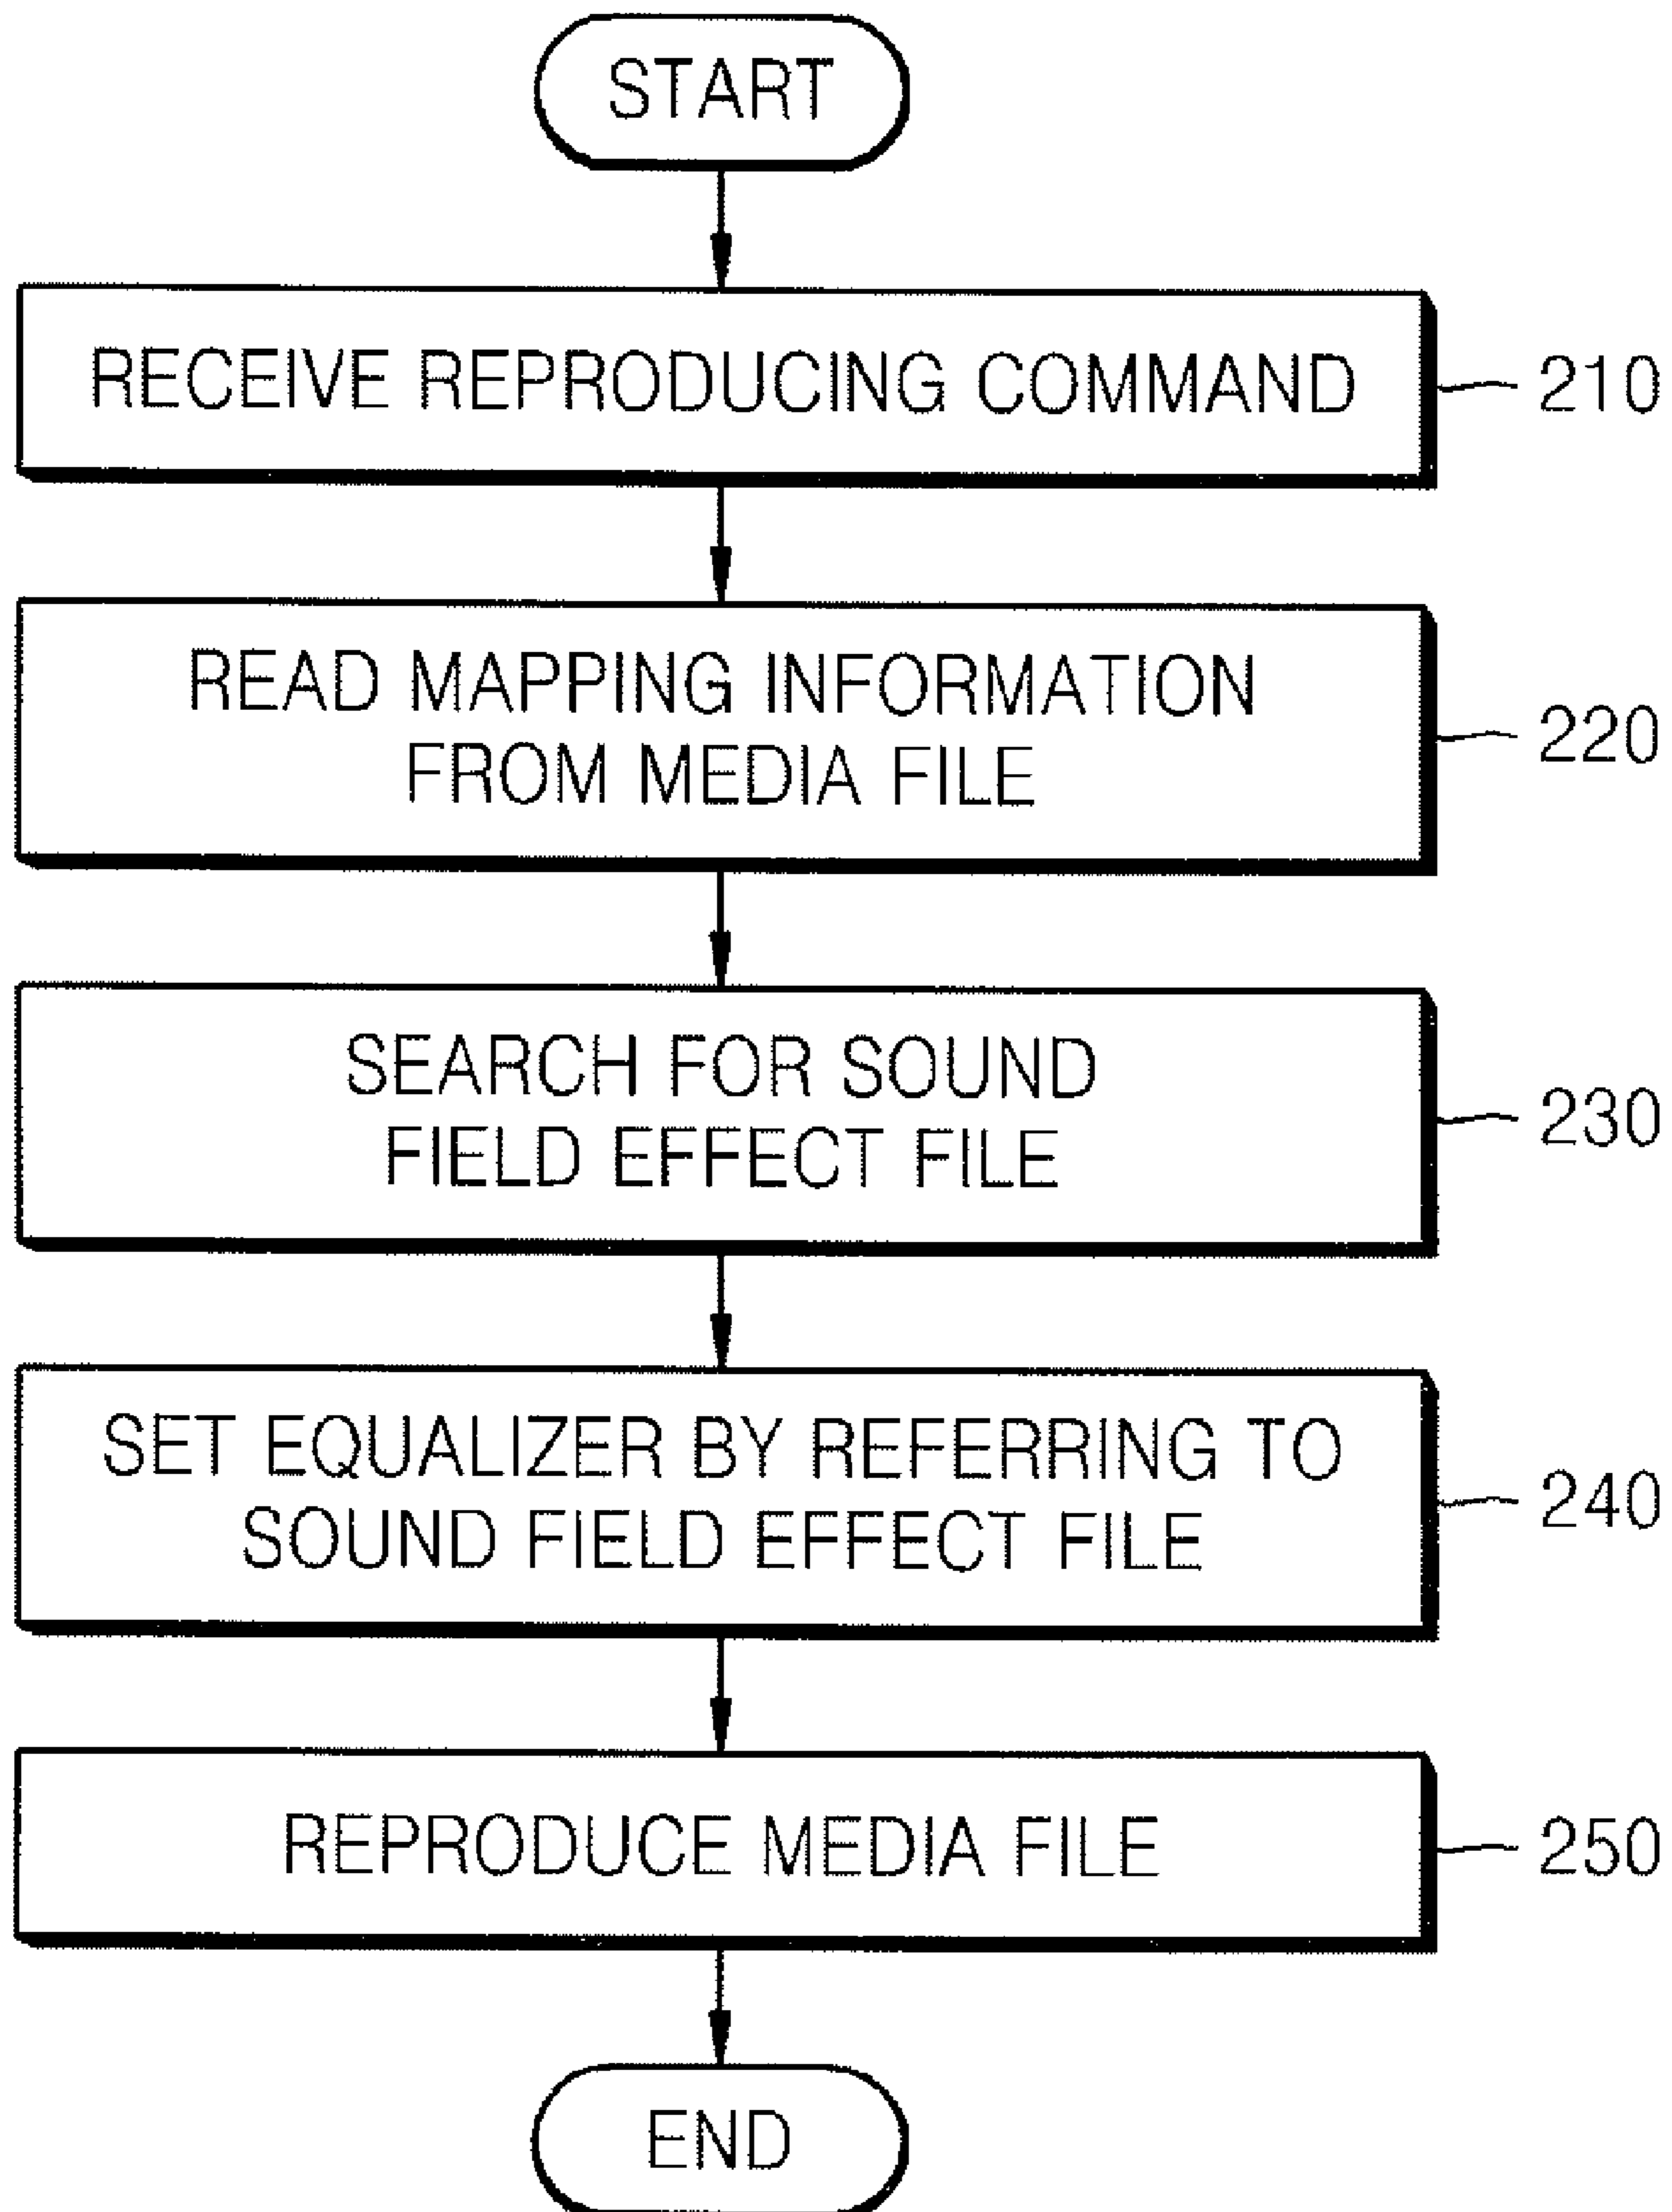 START
RECEIVE REPRODUCING COMMAND
210
READ MAPPING INFORMATION
FROM MEDIA FILE
220
SEARCH FOR SOUND
FIELD EFFECT FILE
230
SET EQUALIZER BY REFERRING TO
SOUND FIELD EFFECT FILE
240
REPRODUCE MEDIA FILE
250
END